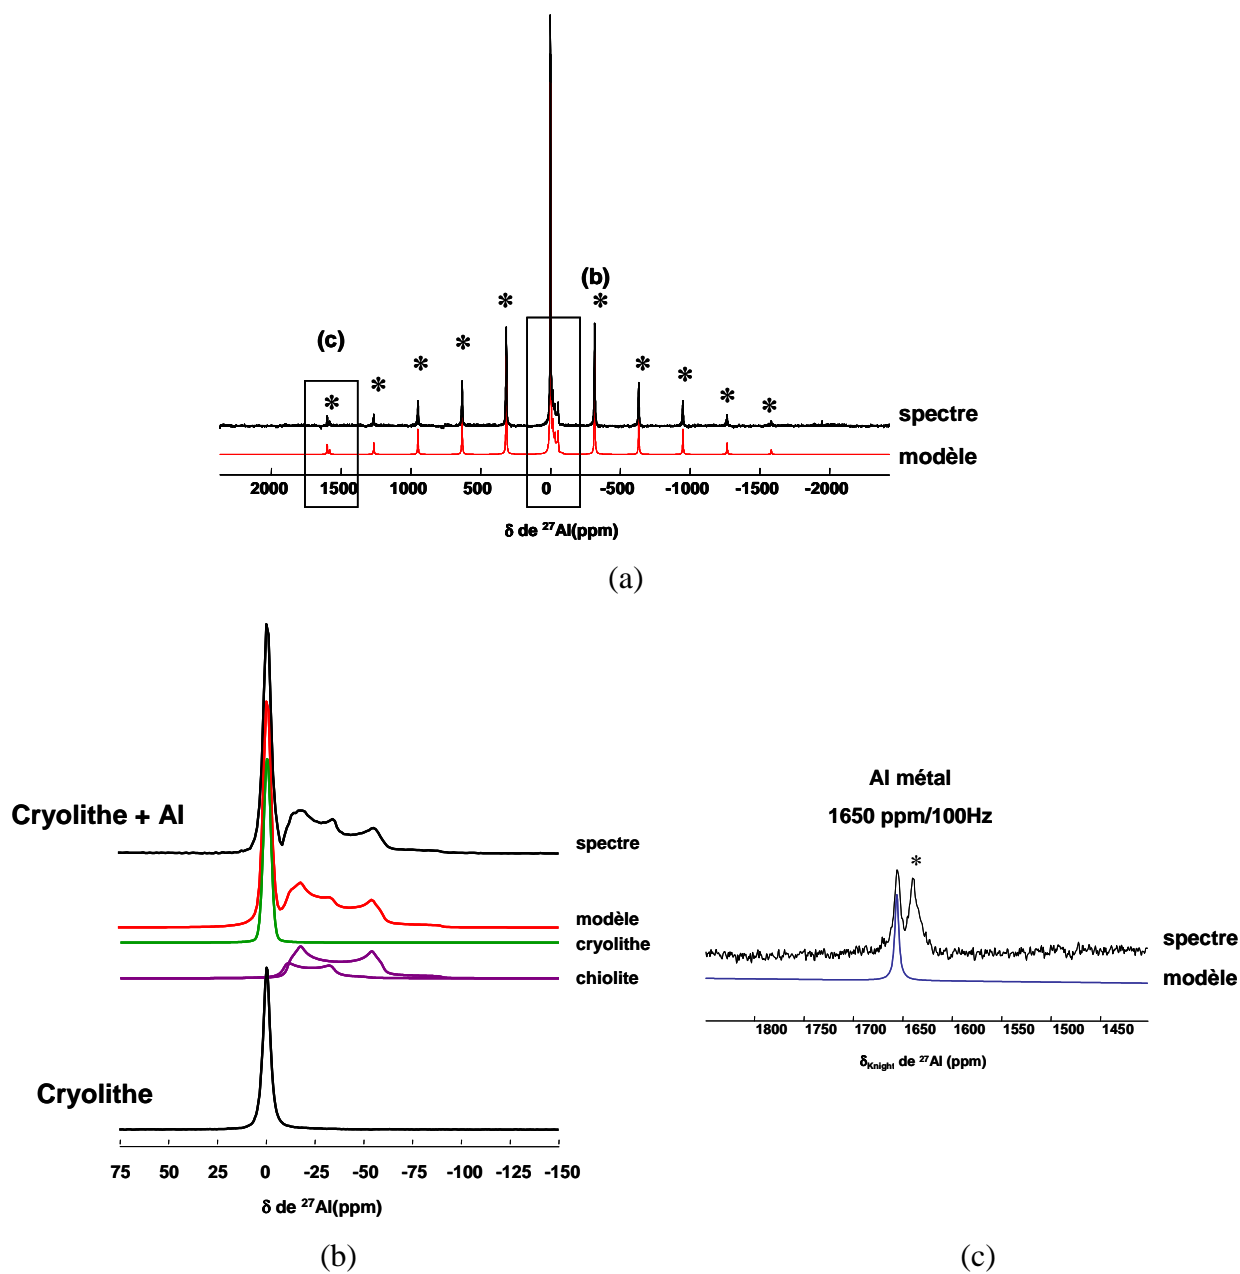 (b)
* *
(c)
* *
* *
* *
* *
spectre
modèle
2000 1500 1000 500 0 -500 -1000 -1500 -2000
δ de ²⁷Al(ppm)
(a)
Cryolithe + Al
spectre
modèle
cryolithe
chiolite
Cryolithe
75 50 25 0 -25 -50 -75 -100 -125 -150
δ de ²⁷Al(ppm)
(b)
Al métal
1650 ppm/100Hz
*
spectre
modèle
1800 1750 1700 1650 1600 1550 1500 1450
δKnight de ²⁷Al (ppm)
(c)